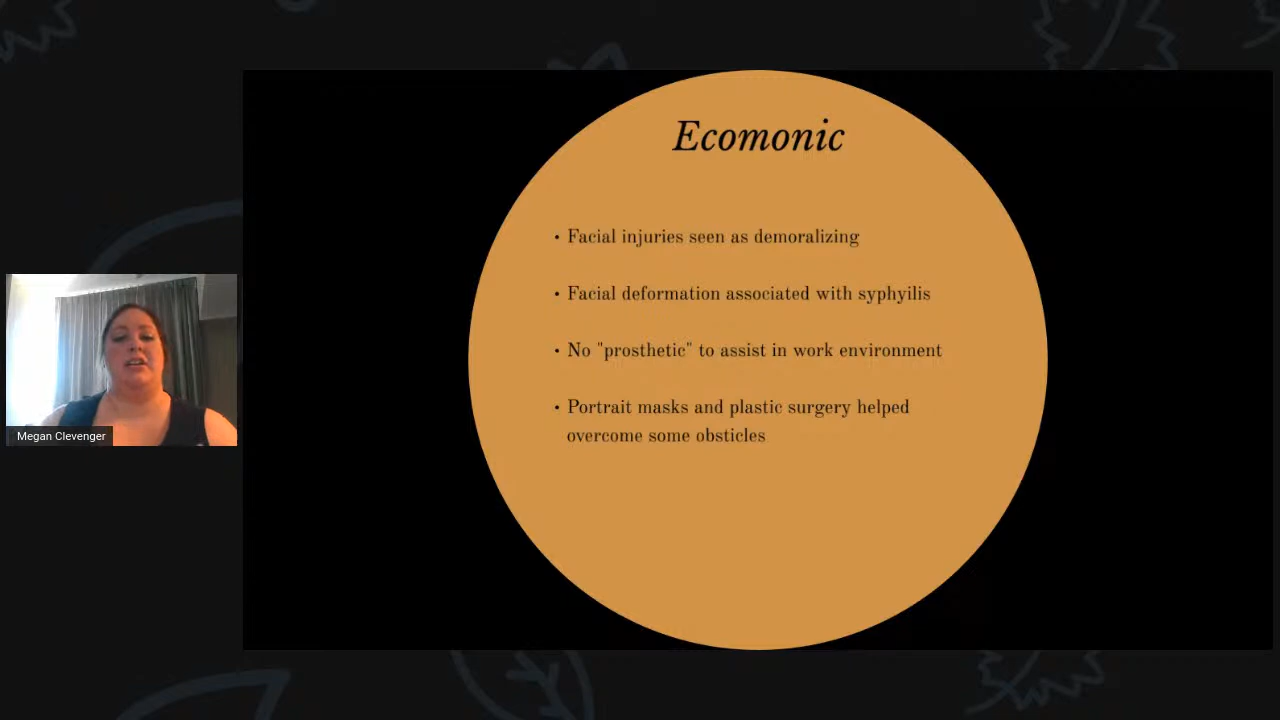 Ecomonic
• Facial injuries seen as demoralizing
• Facial deformation associated with syphyilis
• No "prosthetic" to assist in work environment
• Portrait masks and plastic surgery helped
overcome some obsticles
Megan Clevenger